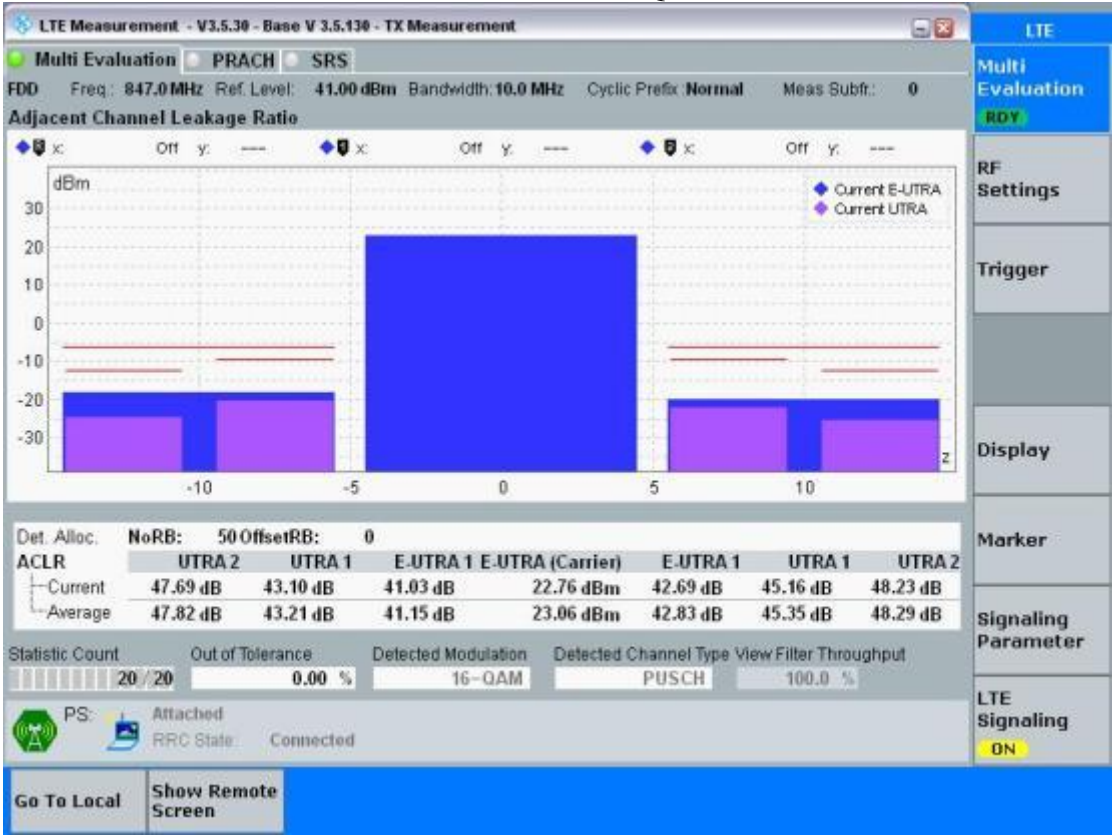 LTE Measurement - V3.5.30 - Base V 3.5.130 - TX Measurement
LTE
Multi Evaluation PRACH SRS
Multi
Evaluation
RDY
FDD Freq.: 847.0 MHz Ref. Level: 41.00 dBm Bandwidth: 10.0 MHz Cyclic Prefix: Normal Meas Subfr.: 0
Adjacent Channel Leakage Ratio
x: Off y: --- x: Off y: --- x: Off y: ---
dBm
Current E-UTRA
Current UTRA
30
20
10
0
-10
-20
-30
z
-10 -5 0 5 10
RF
Settings
Trigger
Display
Marker
Signaling
Parameter
LTE
Signaling
ON
Det. Alloc. NoRB: 50 OffsetRB: 0
ACLR UTRA 2 UTRA 1 E-UTRA 1 E-UTRA (Carrier) E-UTRA 1 UTRA 1 UTRA 2
Current 47.69 dB 43.10 dB 41.03 dB 22.76 dBm 42.69 dB 45.16 dB 48.23 dB
Average 47.82 dB 43.21 dB 41.15 dB 23.06 dBm 42.83 dB 45.35 dB 48.29 dB
Statistic Count Out of Tolerance Detected Modulation Detected Channel Type View Filter Throughput
20 / 20 0.00 % 16-QAM PUSCH 100.0 %
PS: Attached
RRC State: Connected
Go To Local
Show Remote
Screen